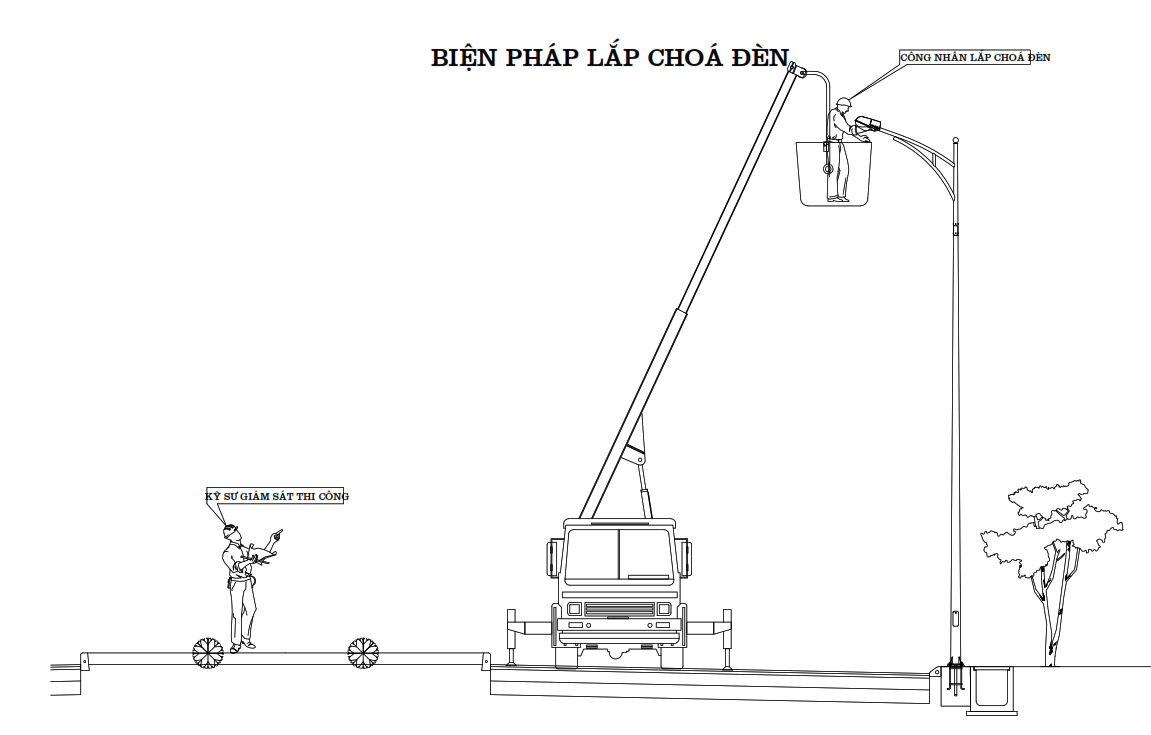 BIỆN PHÁP LẮP CHOÁ ĐÈN
CÔNG NHÂN LẮP CHOÁ ĐÈN
KỸ SƯ GIÁM SÁT THI CÔNG